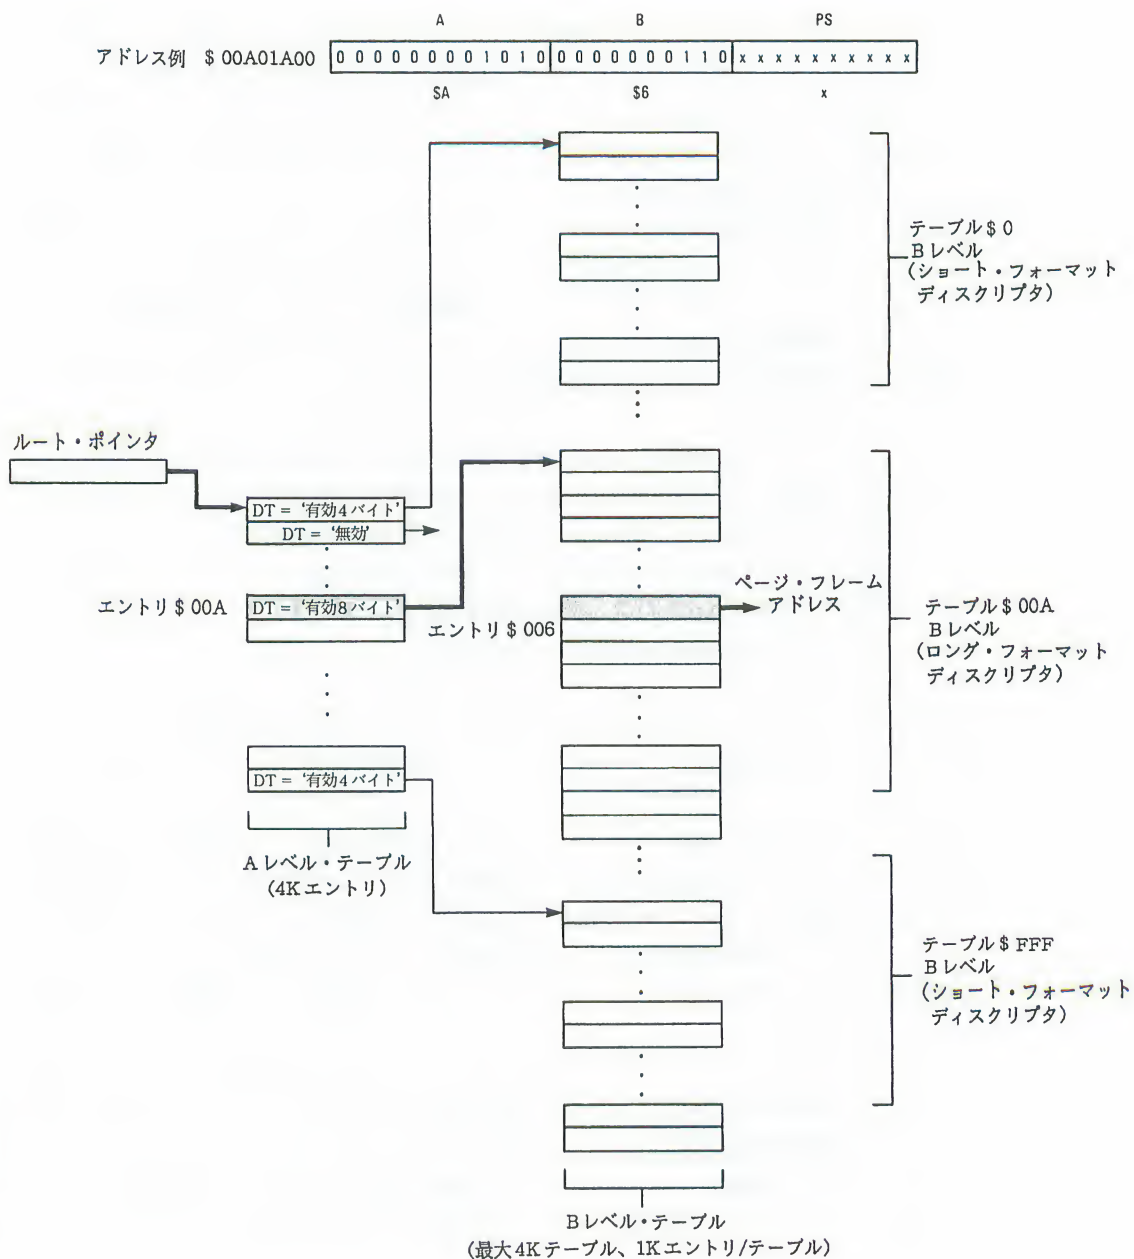 A B PS
アドレス例 $00A01A00 0 0 0 0 0 0 0 0 1 0 1 0 0 0 0 0 0 0 0 1 1 0 x x x x x x x x x x
$A $6 x
テーブル$0
Bレベル
(ショート・フォーマット
ディスクリプタ)
ルート・ポインタ
DT = '有効4バイト'
DT = '無効'
エントリ$00A
DT = '有効8バイト'
エントリ$006
ページ・フレーム
アドレス
テーブル$00A
Bレベル
(ロング・フォーマット
ディスクリプタ)
DT = '有効4バイト'
Aレベル・テーブル
(4Kエントリ)
テーブル$FFF
Bレベル
(ショート・フォーマット
ディスクリプタ)
Bレベル・テーブル
(最大4Kテーブル、1Kエントリ/テーブル)